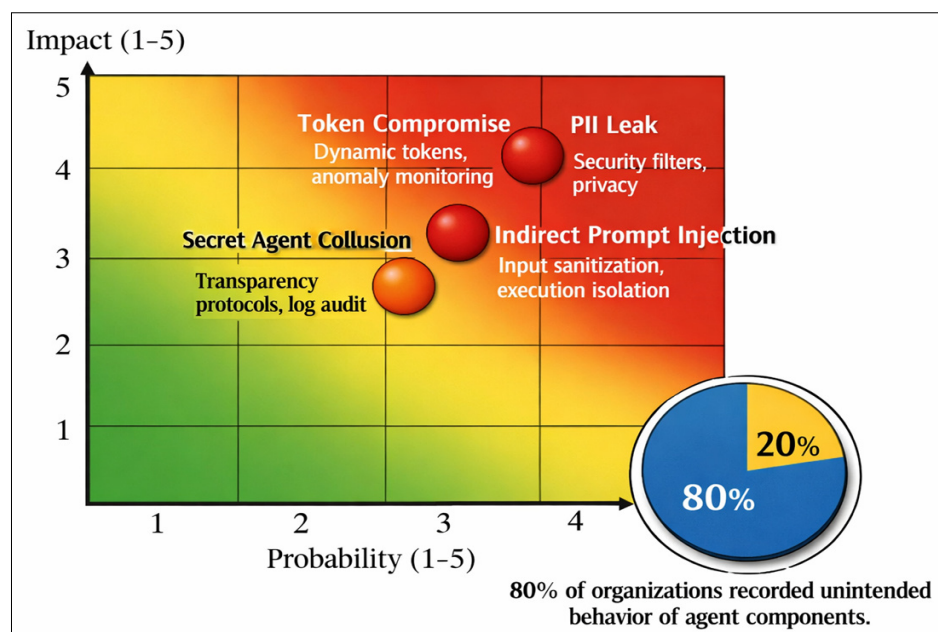 Impact (1–5)
5
4
3
2
1
Token Compromise
Dynamic tokens,
anomaly monitoring
PII Leak
Security filters,
privacy
Secret Agent Collusion
Transparency
protocols, log audit
Indirect Prompt Injection
Input sanitization,
execution isolation
1
2
3
4
Probability (1–5)
20%
80%
80% of organizations recorded unintended
behavior of agent components.